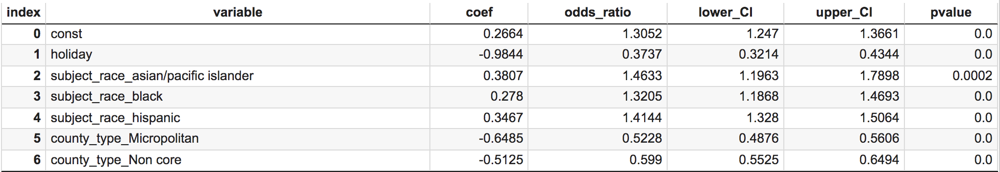 index variable coef odds_ratio lower_CI upper_CI pvalue
0 const 0.2664 1.3052 1.247 1.3661 0.0
1 holiday -0.9844 0.3737 0.3214 0.4344 0.0
2 subject_race_asian/pacific islander 0.3807 1.4633 1.1963 1.7898 0.0002
3 subject_race_black 0.278 1.3205 1.1868 1.4693 0.0
4 subject_race_hispanic 0.3467 1.4144 1.328 1.5064 0.0
5 county_type_Micropolitan -0.6485 0.5228 0.4876 0.5606 0.0
6 county_type_Non core -0.5125 0.599 0.5525 0.6494 0.0